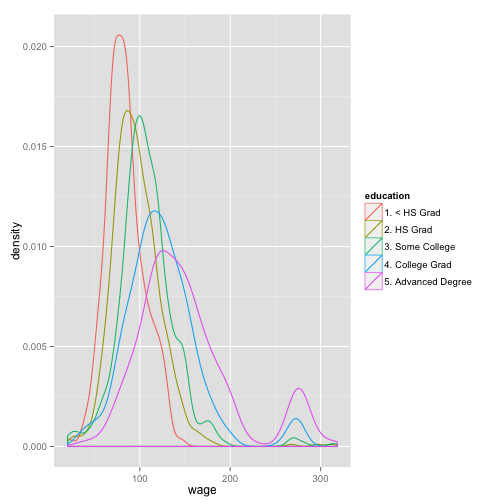 0.020
0.015
0.010
0.005
0.000
density
100
200
300
wage
education
1. < HS Grad
2. HS Grad
3. Some College
4. College Grad
5. Advanced Degree